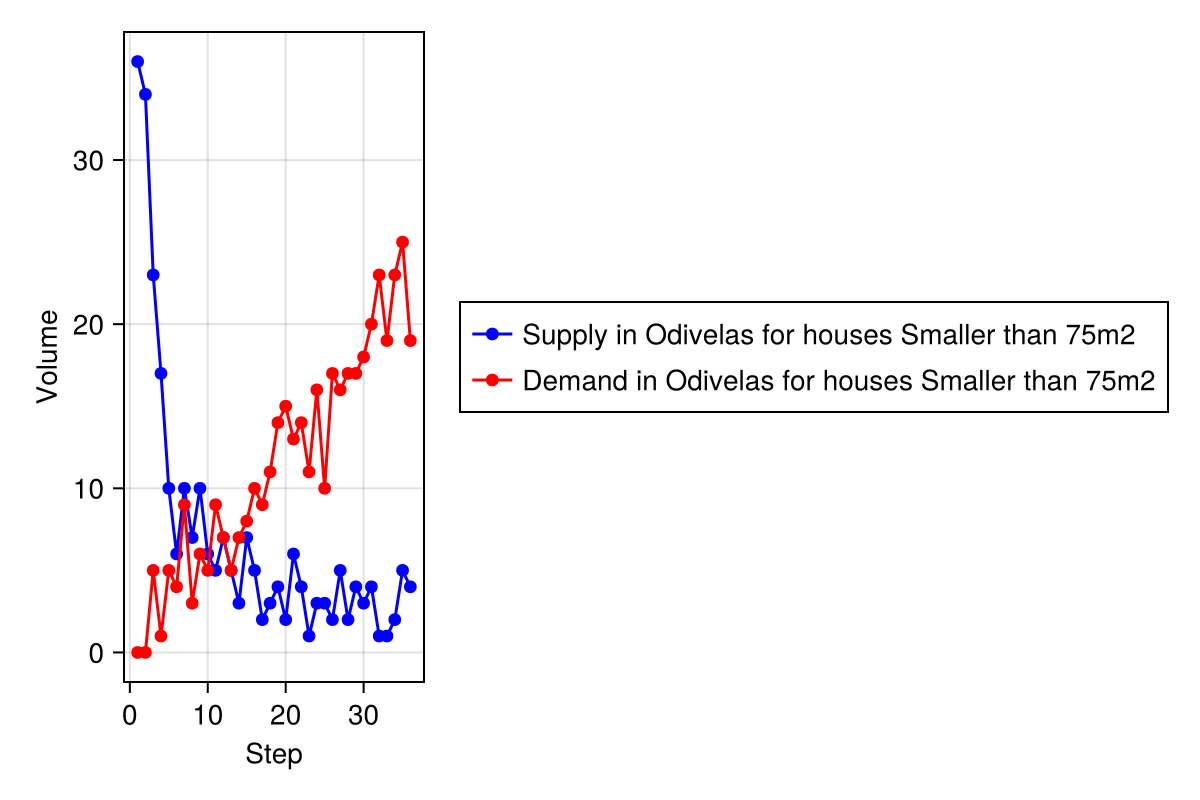 Volume
30
20
10
0
0 10 20 30
Step
Supply in Odivelas for houses Smaller than 75m2
Demand in Odivelas for houses Smaller than 75m2